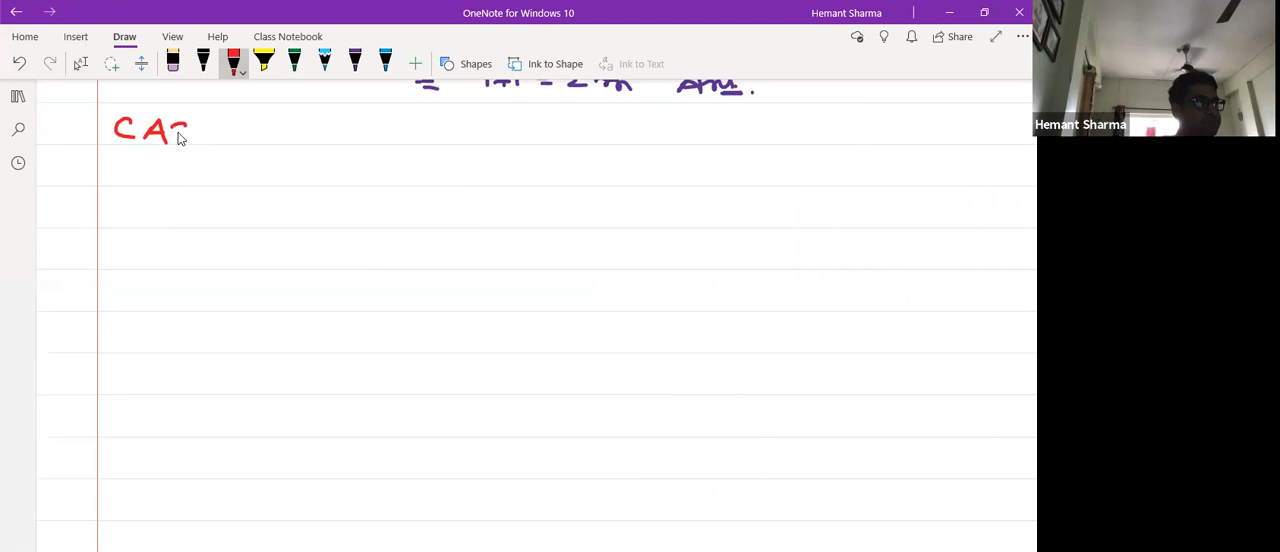 OneNote for Windows 10
Hemant Sharma
Home Insert Draw View Help Class Notebook
Share
Shapes Ink to Shape Ink to Text
Hemant Sharma
CA